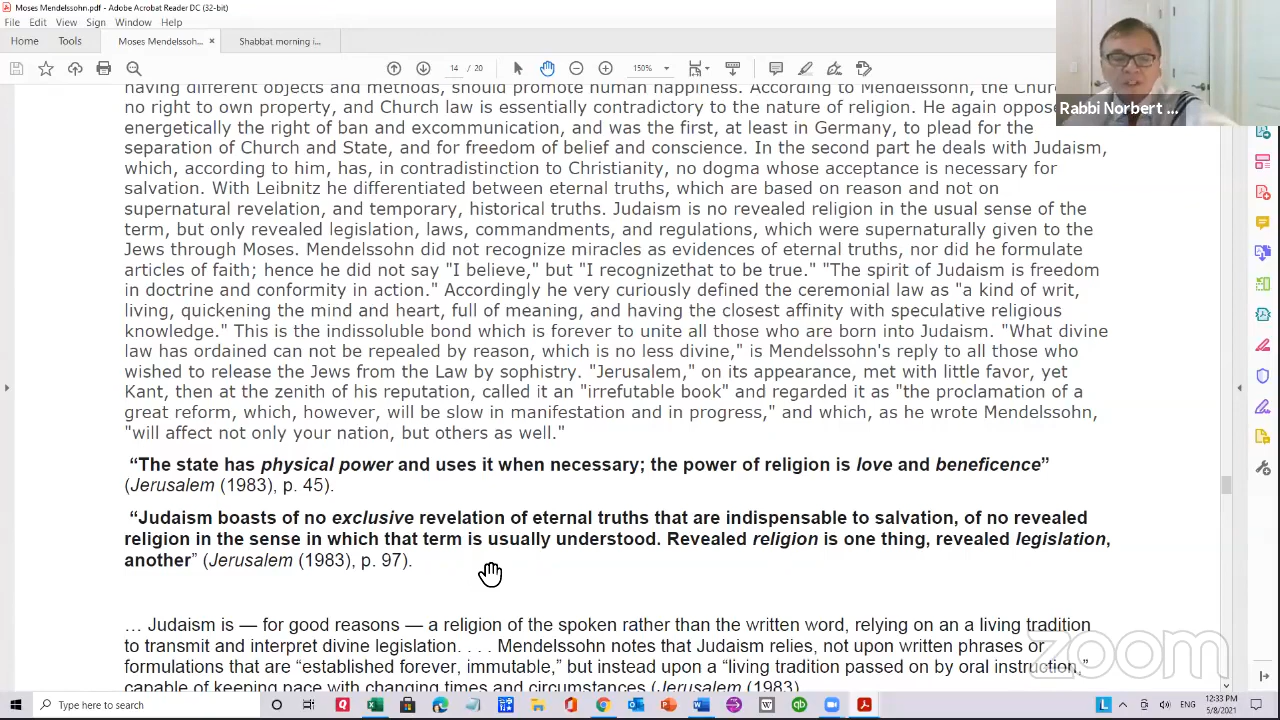 Moses Mendelssohn.pdf - Adobe Acrobat Reader DC (32-bit)
File Edit View Sign Window Help
Home Tools Moses Mendelssoh... × Shabbat morning i...
14 / 20 150%
Rabbi Norbert ...
having different objects and methods, should promote human happiness. According to Mendelssohn, the
no right to own property, and Church law is essentially contradictory to the nature of religion. He again
energetically the right of ban and excommunication, and was the first, at least in Germany, to plead for the
separation of Church and State, and for freedom of belief and conscience. In the second part he deals with Judaism,
which, according to him, has, in contradistinction to Christianity, no dogma whose acceptance is necessary for
salvation. With Leibnitz he differentiated between eternal truths, which are based on reason and not on
supernatural revelation, and temporary, historical truths. Judaism is no revealed religion in the usual sense of the
term, but only revealed legislation, laws, commandments, and regulations, which were supernaturally given to the
Jews through Moses. Mendelssohn did not recognize miracles as evidences of eternal truths, nor did he formulate
articles of faith; hence he did not say "I believe," but "I recognizethat to be true." "The spirit of Judaism is freedom
in doctrine and conformity in action." Accordingly he very curiously defined the ceremonial law as "a kind of writ,
living, quickening the mind and heart, full of meaning, and having the closest affinity with speculative religious
knowledge." This is the indissoluble bond which is forever to unite all those who are born into Judaism. "What divine
law has ordained can not be repealed by reason, which is no less divine," is Mendelssohn's reply to all those who
wished to release the Jews from the Law by sophistry. "Jerusalem," on its appearance, met with little favor, yet
Kant, then at the zenith of his reputation, called it an "irrefutable book" and regarded it as "the proclamation of a
great reform, which, however, will be slow in manifestation and in progress," and which, as he wrote Mendelssohn,
"will affect not only your nation, but others as well."
“The state has physical power and uses it when necessary; the power of religion is love and beneficence”
(Jerusalem (1983), p. 45).
“Judaism boasts of no exclusive revelation of eternal truths that are indispensable to salvation, of no revealed
religion in the sense in which that term is usually understood. Revealed religion is one thing, revealed legislation,
another” (Jerusalem (1983), p. 97).
… Judaism is — for good reasons — a religion of the spoken rather than the written word, relying on an a living tradition
to transmit and interpret divine legislation. . . . Mendelssohn notes that Judaism relies, not upon written phrases or
formulations that are “established forever, immutable,” but instead upon a “living tradition passed on by oral instruction,”
capable of keeping pace with changing times and circumstances (Jerusalem (1983)
zoom
Type here to search
ENG
12:33 PM
5/8/2021